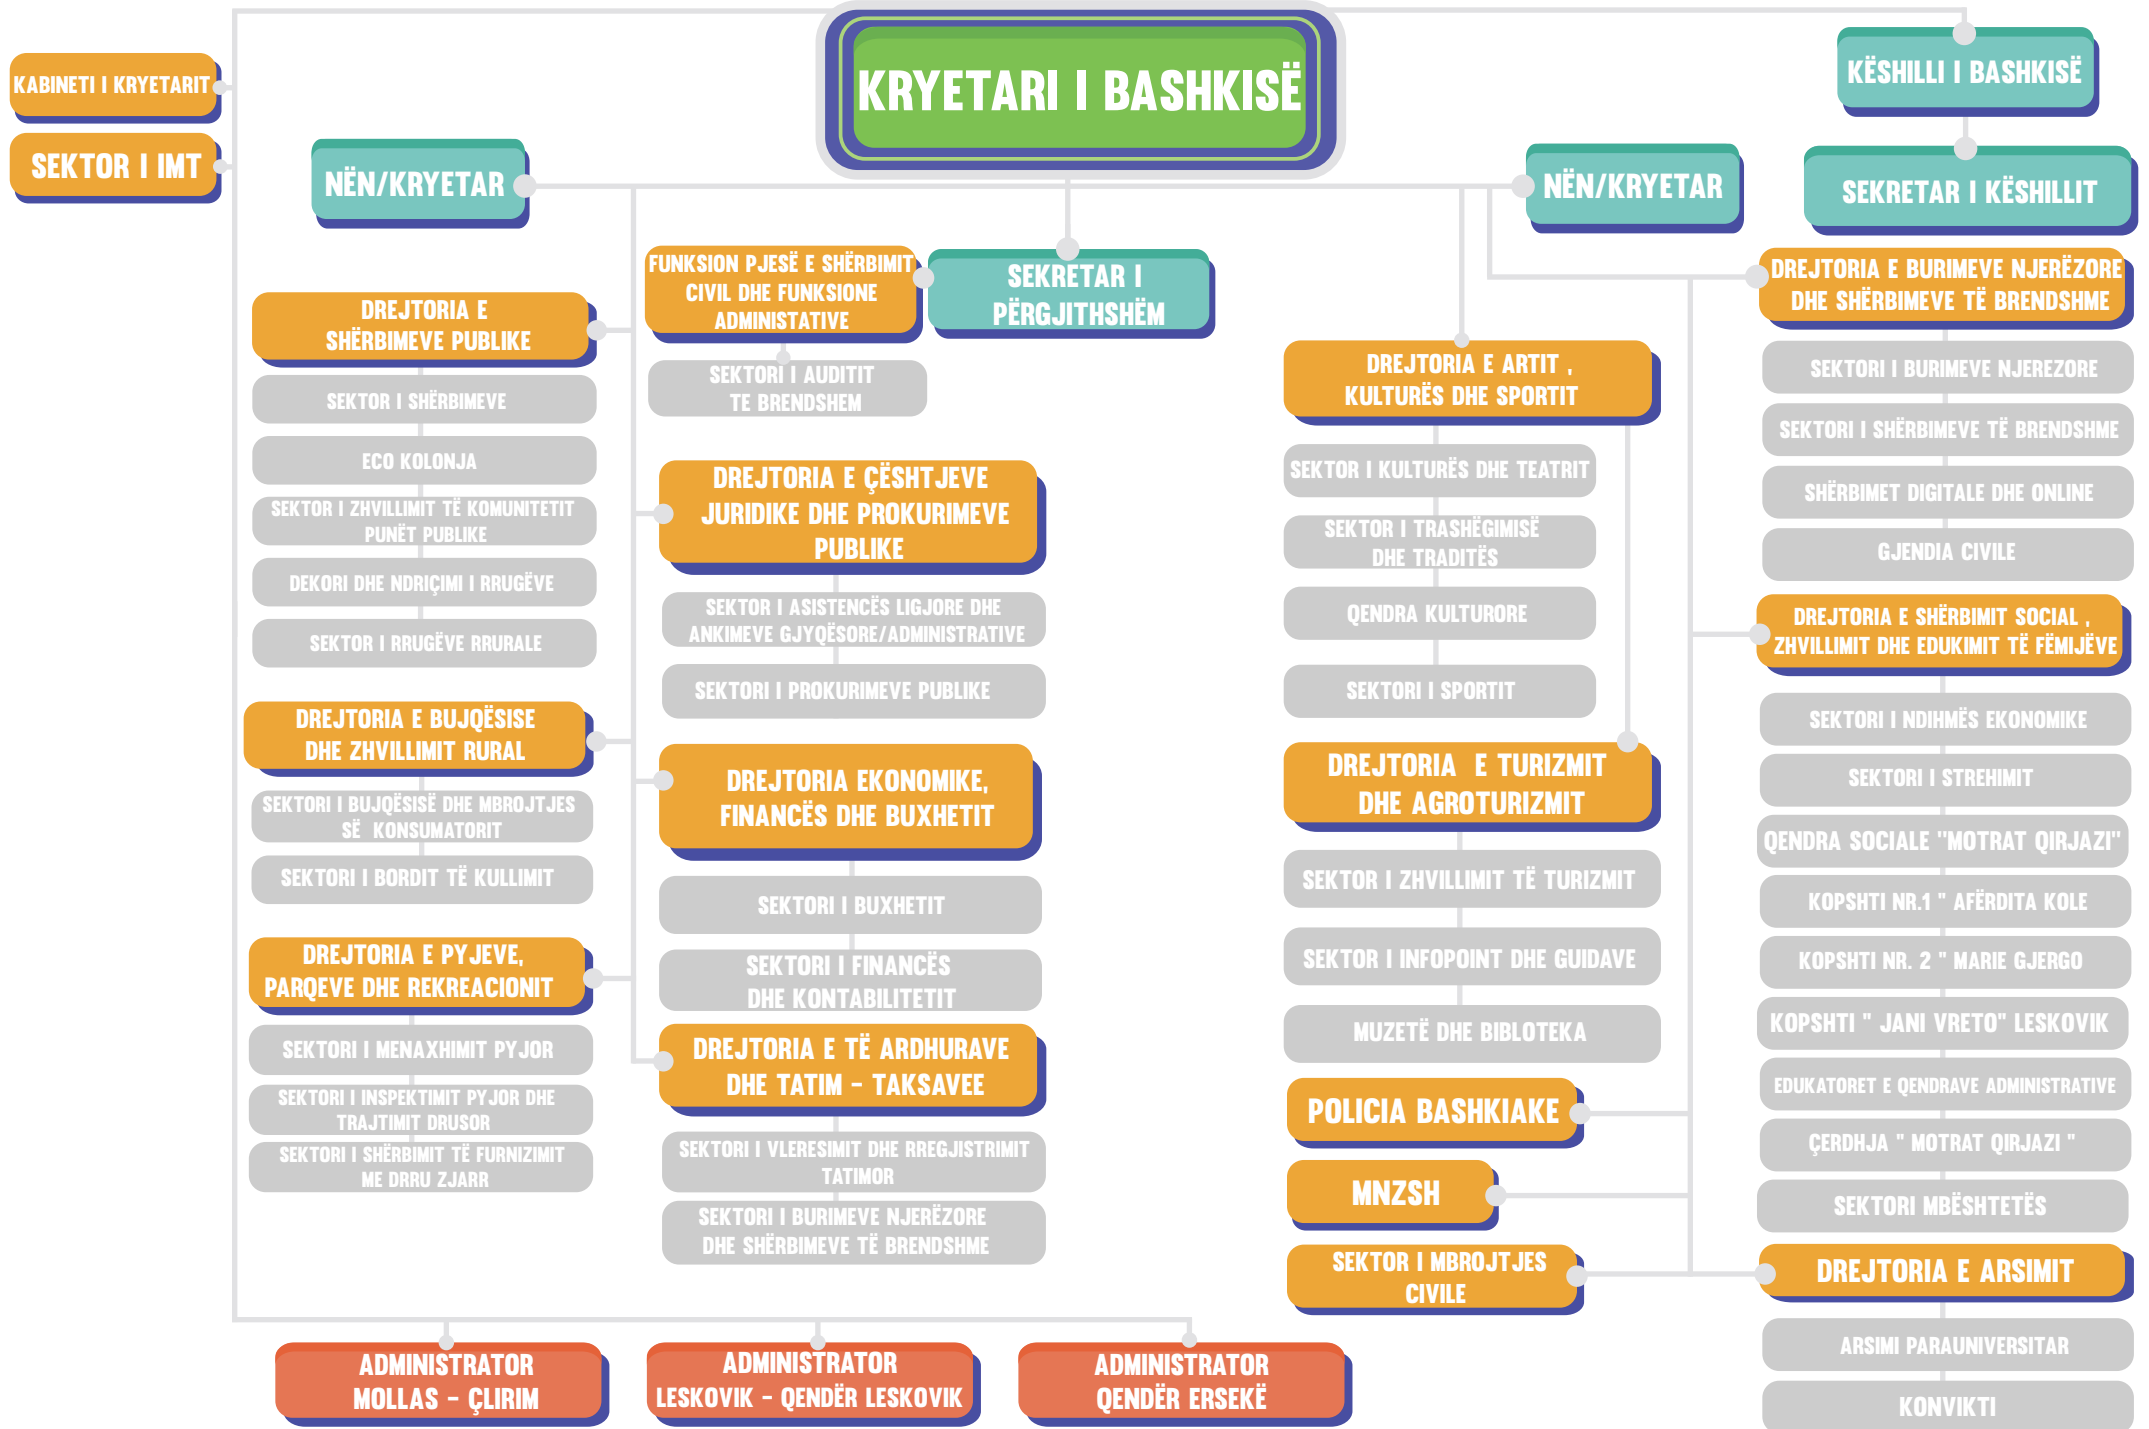 KRYETARI I BASHKISË
KABINETI I KRYETARIT
SEKTOR I IMT
KËSHILLI I BASHKISË
SEKRETAR I KËSHILLIT
NËN/KRYETAR
NËN/KRYETAR
SEKRETAR I
PËRGJITHSHËM
FUNKSION PJESË E SHËRBIMIT
CIVIL DHE FUNKSIONE
ADMINISTATIVE
SEKTORI I AUDITIT
TE BRENDSHEM
DREJTORIA E
SHËRBIMEVE PUBLIKE
SEKTOR I SHËRBIMEVE
ECO KOLONJA
SEKTOR I ZHVILLIMIT TË KOMUNITETIT
PUNËT PUBLIKE
DEKORI DHE NDRIÇIMI I RRUGËVE
SEKTOR I RRUGËVE RRURALE
DREJTORIA E BUJQËSISE
DHE ZHVILLIMIT RURAL
SEKTORI I BUJQËSISË DHE MBROJTJES
SË KONSUMATORIT
SEKTORI I BORDIT TË KULLIMIT
DREJTORIA E PYJEVE,
PARQEVE DHE REKREACIONIT
SEKTORI I MENAXHIMIT PYJOR
SEKTORI I INSPEKTIMIT PYJOR DHE
TRAJTIMIT DRUSOR
SEKTORI I SHËRBIMIT TË FURNIZIMIT
ME DRRU ZJARR
DREJTORIA E ÇËSHTJEVE
JURIDIKE DHE PROKURIMEVE
PUBLIKE
SEKTOR I ASISTENCËS LIGJORE DHE
ANKIMEVE GJYQËSORE/ADMINISTRATIVE
SEKTORI I PROKURIMEVE PUBLIKE
DREJTORIA EKONOMIKE,
FINANCËS DHE BUXHETIT
SEKTORI I BUXHETIT
SEKTORI I FINANCËS
DHE KONTABILITETIT
DREJTORIA E TË ARDHURAVE
DHE TATIM - TAKSAVEE
SEKTORI I VLERESIMIT DHE RREGJISTRIMIT
TATIMOR
SEKTORI I BURIMEVE NJERËZORE
DHE SHËRBIMEVE TË BRENDSHME
DREJTORIA E ARTIT ,
KULTURËS DHE SPORTIT
SEKTOR I KULTURËS DHE TEATRIT
SEKTOR I TRASHËGIMISË
DHE TRADITËS
QENDRA KULTURORE
SEKTORI I SPORTIT
DREJTORIA E TURIZMIT
DHE AGROTURIZMIT
SEKTOR I ZHVILLIMIT TË TURIZMIT
SEKTOR I INFOPOINT DHE GUIDAVE
MUZETË DHE BIBLOTEKA
POLICIA BASHKIAKE
MNZSH
SEKTOR I MBROJTJES
CIVILE
DREJTORIA E BURIMEVE NJERËZORE
DHE SHËRBIMEVE TË BRENDSHME
SEKTORI I BURIMEVE NJEREZORE
SEKTORI I SHËRBIMEVE TË BRENDSHME
SHËRBIMET DIGITALE DHE ONLINE
GJENDIA CIVILE
DREJTORIA E SHËRBIMIT SOCIAL ,
ZHVILLIMIT DHE EDUKIMIT TË FËMIJËVE
SEKTORI I NDIHMËS EKONOMIKE
SEKTORI I STREHIMIT
QENDRA SOCIALE "MOTRAT QIRJAZI"
KOPSHTI NR.1 " AFËRDITA KOLE
KOPSHTI NR. 2 " MARIE GJERGO
KOPSHTI " JANI VRETO" LESKOVIK
EDUKATORET E QENDRAVE ADMINISTRATIVE
ÇERDHJA " MOTRAT QIRJAZI "
SEKTORI MBËSHTETËS
DREJTORIA E ARSIMIT
ARSIMI PARAUNIVERSITAR
KONVIKTI
ADMINISTRATOR
MOLLAS - ÇLIRIM
ADMINISTRATOR
LESKOVIK - QENDËR LESKOVIK
ADMINISTRATOR
QENDËR ERSEKË